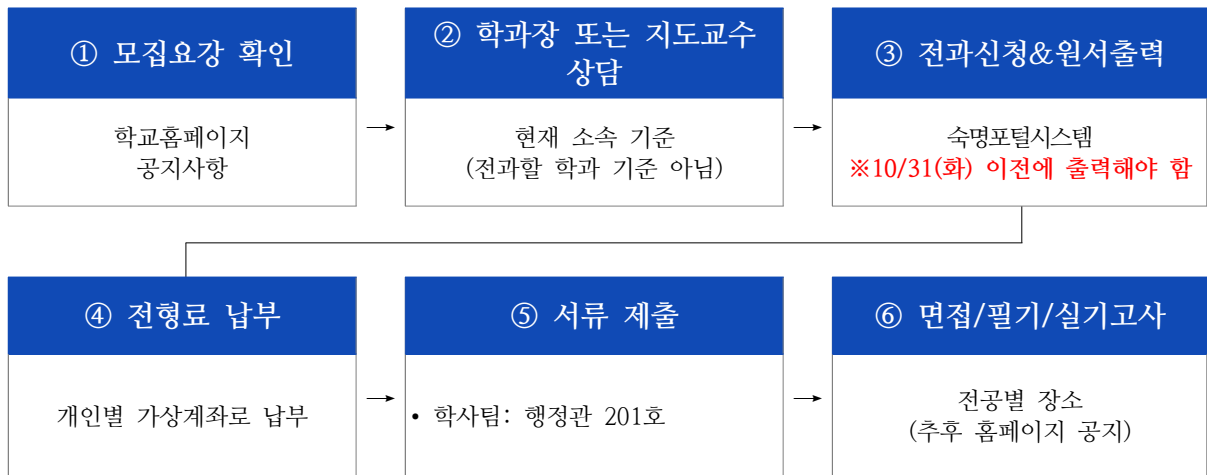 ① 모집요강 확인
학교홈페이지
공지사항
② 학과장 또는 지도교수
상담
현재 소속 기준
(전과할 학과 기준 아님)
③ 전과신청&원서출력
숙명포털시스템
※10/31(화) 이전에 출력해야 함
④ 전형료 납부
개인별 가상계좌로 납부
⑤ 서류 제출
• 학사팀: 행정관 201호
⑥ 면접/필기/실기고사
전공별 장소
(추후 홈페이지 공지)